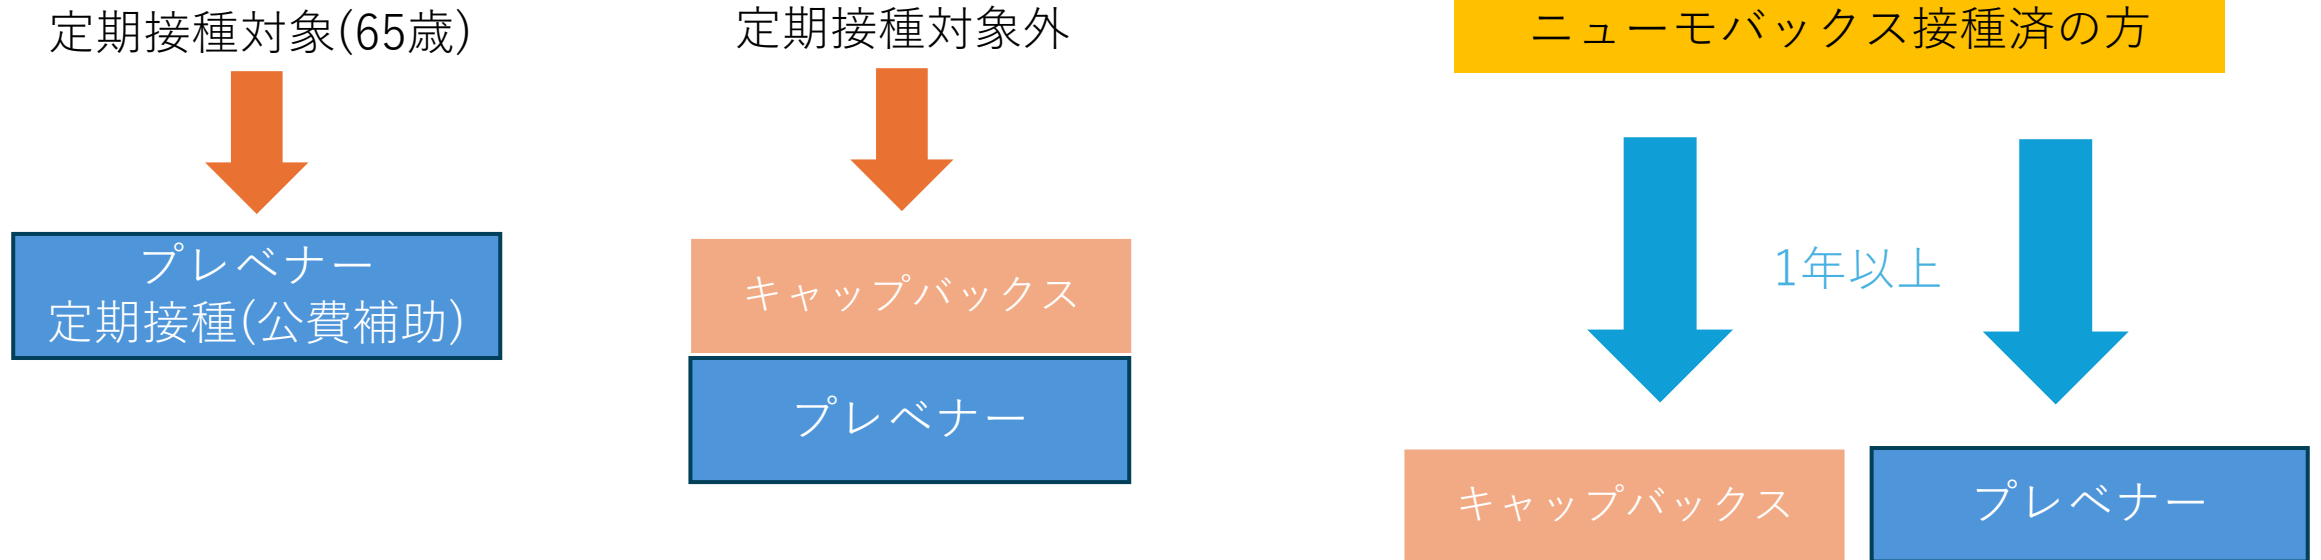 定期接種対象(65歳)
プレベナー
定期接種(公費補助)
定期接種対象外
キャップバックス
プレベナー
ニューモバックス接種済の方
1年以上
キャップバックス
プレベナー